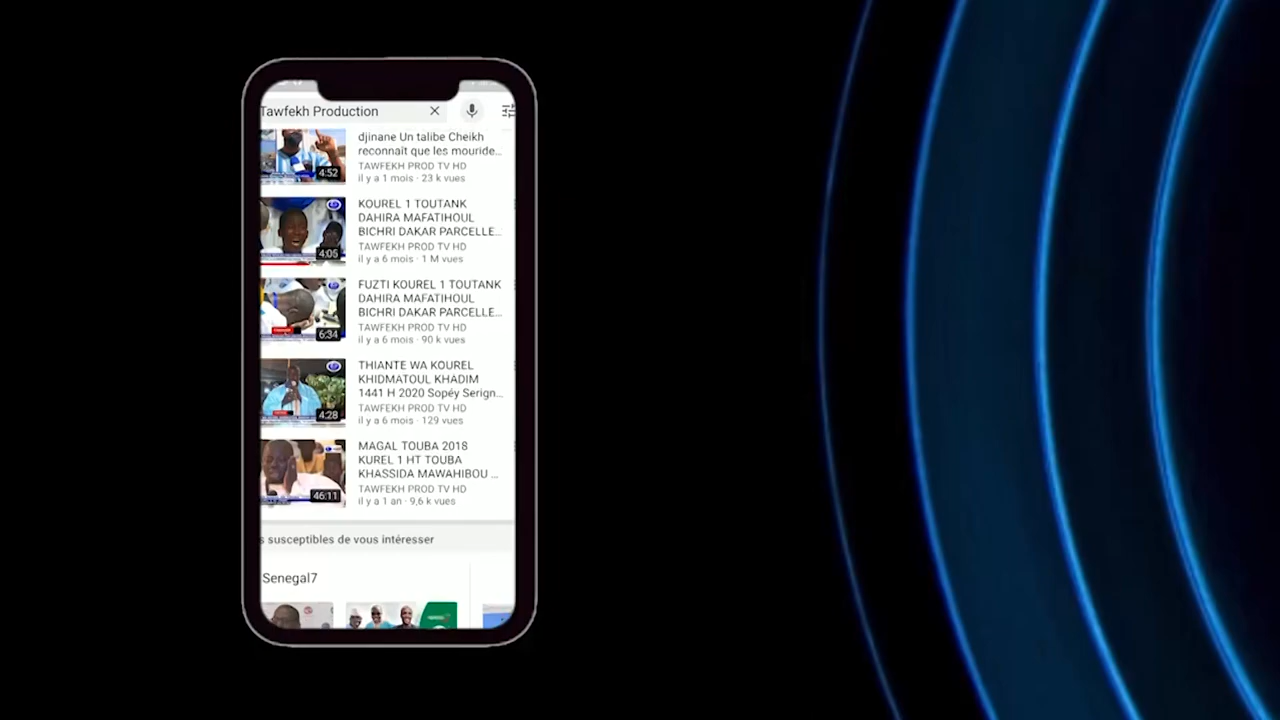 Tawfekh Production
djinane Un talibe Cheikh
reconnaît que les mouride...
TAWFEKH PROD TV HD
il y a 1 mois · 23 k vues
4:52
KOUREL 1 TOUTANK
DAHIRA MAFATIHOUL
BICHRI DAKAR PARCELLE...
TAWFEKH PROD TV HD
il y a 6 mois · 1 M vues
4:05
FUZTI KOUREL 1 TOUTANK
DAHIRA MAFATIHOUL
BICHRI DAKAR PARCELLE...
TAWFEKH PROD TV HD
il y a 6 mois · 90 k vues
6:34
THIANTE WA KOUREL
KHIDMATOUL KHADIM
1441 H 2020 Sopéy Serign...
TAWFEKH PROD TV HD
il y a 6 mois · 129 vues
4:28
MAGAL TOUBA 2018
KUREL 1 HT TOUBA
KHASSIDA MAWAHIBOU ...
TAWFEKH PROD TV HD
il y a 1 an · 9,6 k vues
46:11
s susceptibles de vous intéresser
Senegal7